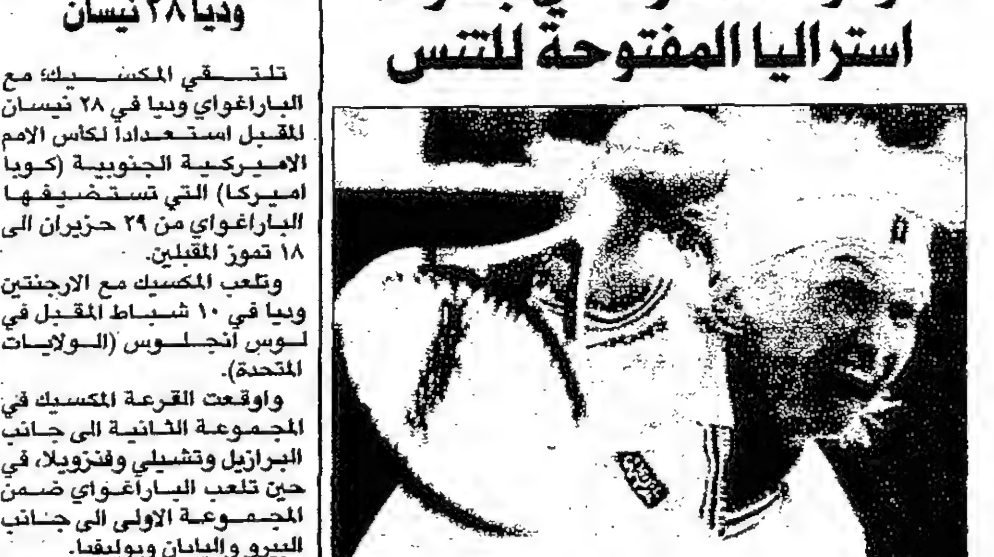 استراليا المفتوحة للتنس
وديا ٢٨ نيسان
تلتقي المكسيك؛ مع
الباراغواي وديا في ٢٨ نيسان
المقبل استعدادا لكأس الامم
الاميركية الجنوبية (كوبا
اميركا) التي تستضيفها
الباراغواي من ٢٩ حزيران الى
١٨ تموز المقبلين.
وتلعب المكسيك مع الارجنتين
وديا في ١٠ شباط المقبل في
لوس انجلوس (الولايات
المتحدة).
واوقعت القرعة المكسيك في
المجموعة الثانية الى جانب
البرازيل وتشيلي وفنزويلا، في
حين تلعب الباراغواي ضمن
المجموعة الاولى الى جانب
البيرو واليابان وبوليفيا.